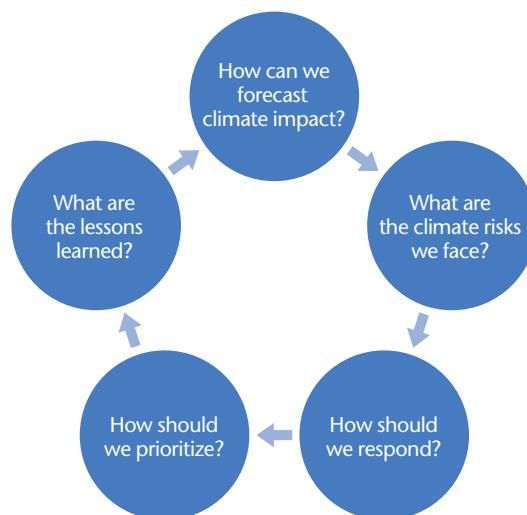 How can we
forecast
climate impact?
What are
the climate risks
we face?
How should
we respond?
How should
we prioritize?
What are
the lessons
learned?